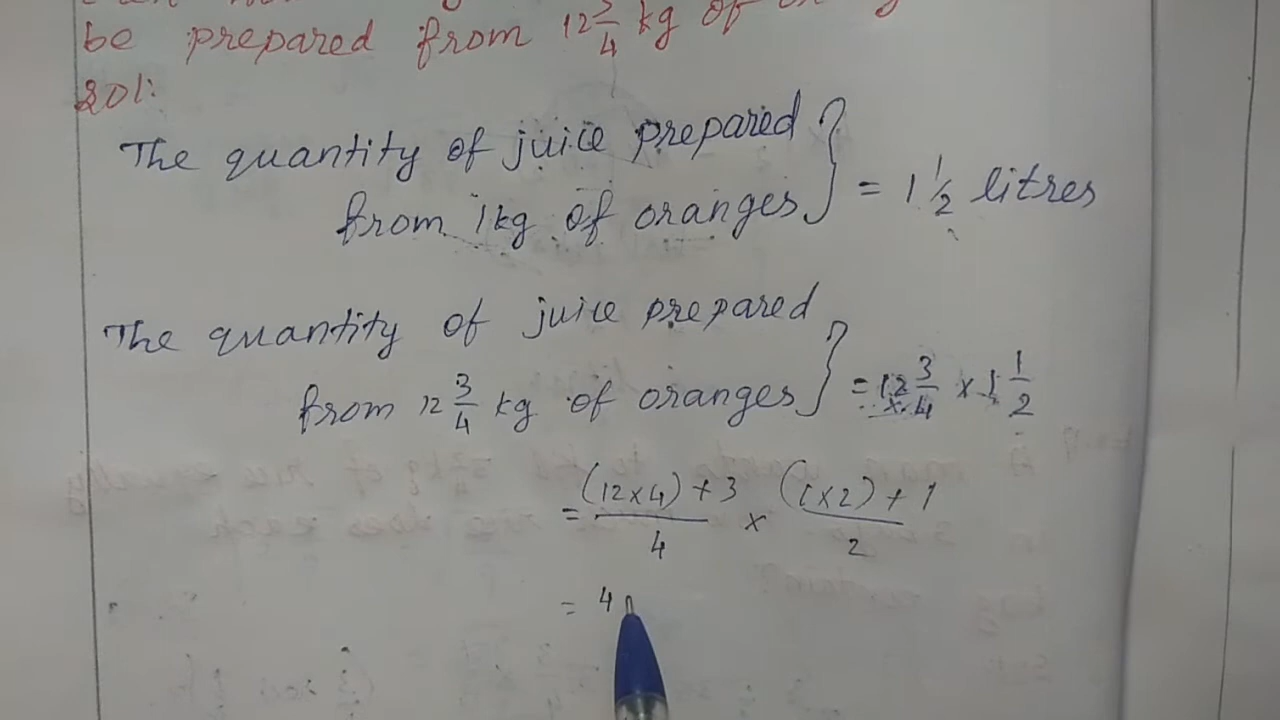 be prepared from 12 3/4 kg of
Sol:
The quantity of juice prepared
from 1kg of oranges } = 1 1/2 litres
The quantity of juice prepared
from 12 3/4 kg of oranges } = 12 3/4 x 1 1/2
= (12x4)+3/4 x (1x2)+1/2
= 4